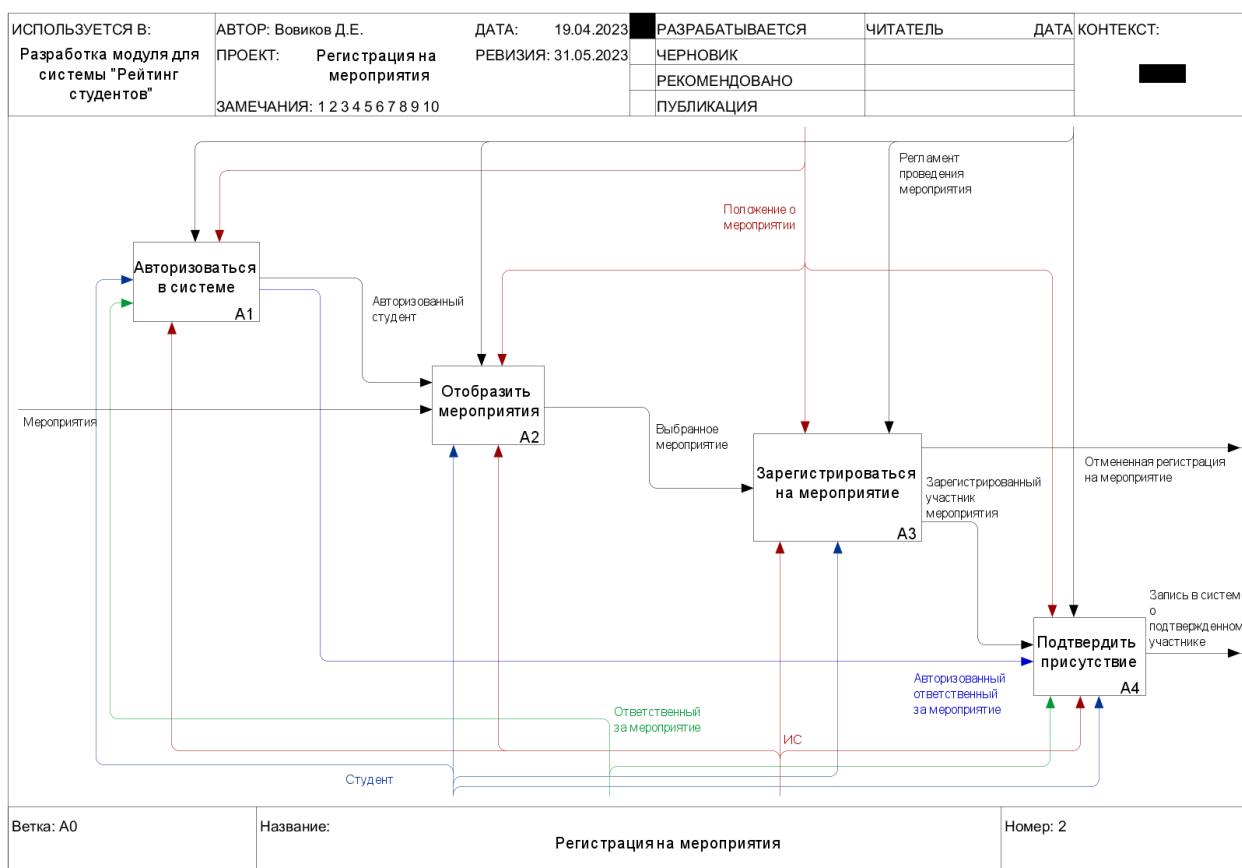 ИСПОЛЬЗУЕТСЯ В:
Разработка модуля для
системы "Рейтинг
студентов"
АВТОР: Вовиков Д.Е.
ДАТА: 19.04.2023
ПРОЕКТ: Регистрация на
мероприятия
РЕВИЗИЯ: 31.05.2023
ЗАМЕЧАНИЯ: 1 2 3 4 5 6 7 8 9 10
РАЗРАБАТЫВАЕТСЯ
ЧЕРНОВИК
РЕКОМЕНДОВАНО
ПУБЛИКАЦИЯ
ЧИТАТЕЛЬ
ДАТА
КОНТЕКСТ:
Регламент
проведения
мероприятия
Положение о
мероприятии
Авторизоваться
в системе
A1
Авторизованный
студент
Мероприятия
Отобразить
мероприятия
A2
Выбранное
мероприятие
Зарегистрироваться
на мероприятие
A3
Отмененная регистрация
на мероприятие
Зарегистрированный
участник
мероприятия
Запись в систем
о
подтвержденном
участнике
Подтвердить
присутствие
A4
Авторизованный
ответственный
за мероприятие
Ответственный
за мероприятие
ИС
Студент
Ветка: A0
Название:
Регистрация на мероприятия
Номер: 2